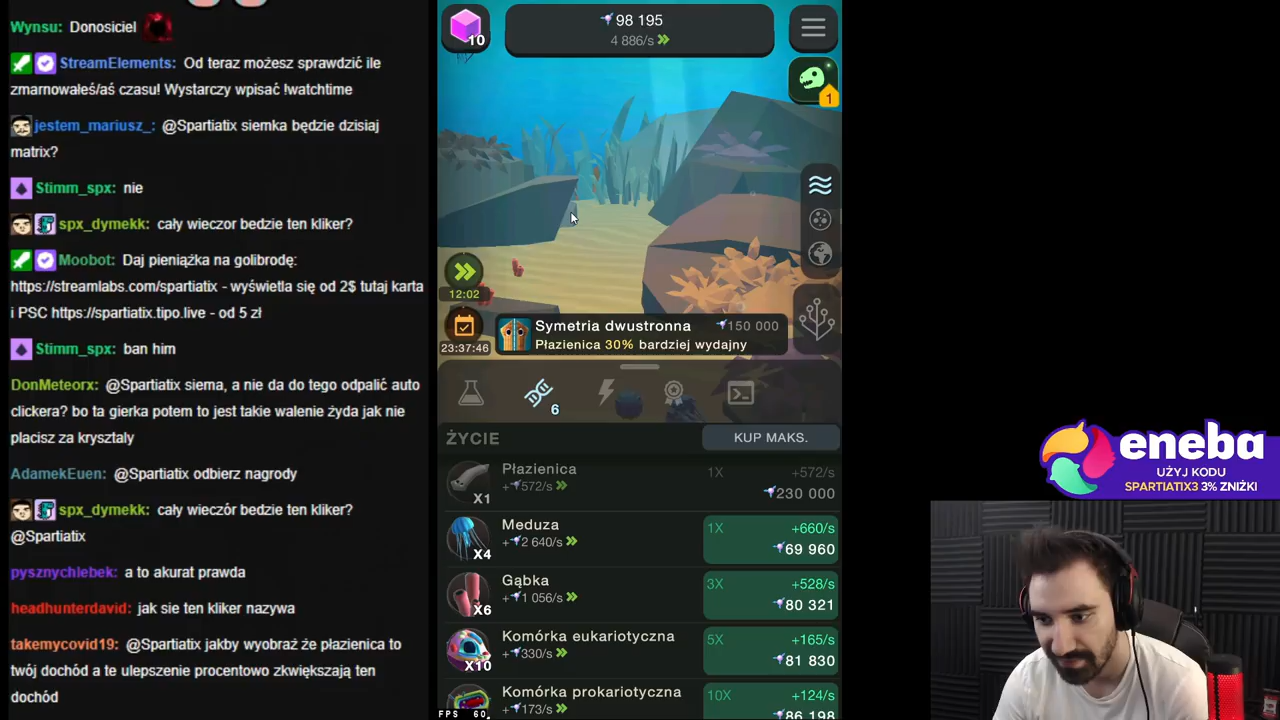 Wynsu: Donosiciel
StreamElements: Od teraz możesz sprawdzić ile
zmarnowałeś/aś czasu! Wystarczy wpisać !watchtime
jestem_mariusz_: @Spartiatix siemka będzie dzisiaj
matrix?
Stimm_spx: nie
spx_dymekk: cały wieczor bedzie ten kliker?
Moobot: Daj pieniążka na golibrodę:
https://streamlabs.com/spartiatix - wyświetla się od 2$ tutaj karta
i PSC https://spartiatix.tipo.live - od 5 zł
Stimm_spx: ban him
DonMeteorx: @Spartiatix siema, a nie da do tego odpalić auto
clickera? bo ta gierka potem to jest takie walenie żyda jak nie
placisz za krysztaly
AdamekEuen: @Spartiatix odbierz nagrody
spx_dymekk: cały wieczór bedzie ten kliker?
@Spartiatix
pysznychlebek: a to akurat prawda
headhunterdavid: jak sie ten kliker nazywa
takemycovid19: @Spartiatix jakby wyobraź że płazienica to
twój dochód a te ulepszenie procentowo zkwiększają ten
dochód
10
98 195
4 886/s
1
12:02
23:37:46
Symetria dwustronna 150 000
Płazienica 30% bardziej wydajny
6
ŻYCIE KUP MAKS.
Płazienica 1X +572/s
X1 +572/s 230 000
Meduza 1X +660/s
X4 +2 640/s 69 960
Gąbka 3X +528/s
X6 +1 056/s 80 321
Komórka eukariotyczna 5X +165/s
X10 +330/s 81 830
Komórka prokariotyczna 10X +124/s
+173/s 86 198
FPS 60
eneba
UŻYJ KODU
SPARTIATIX3 3% ZNIŻKI